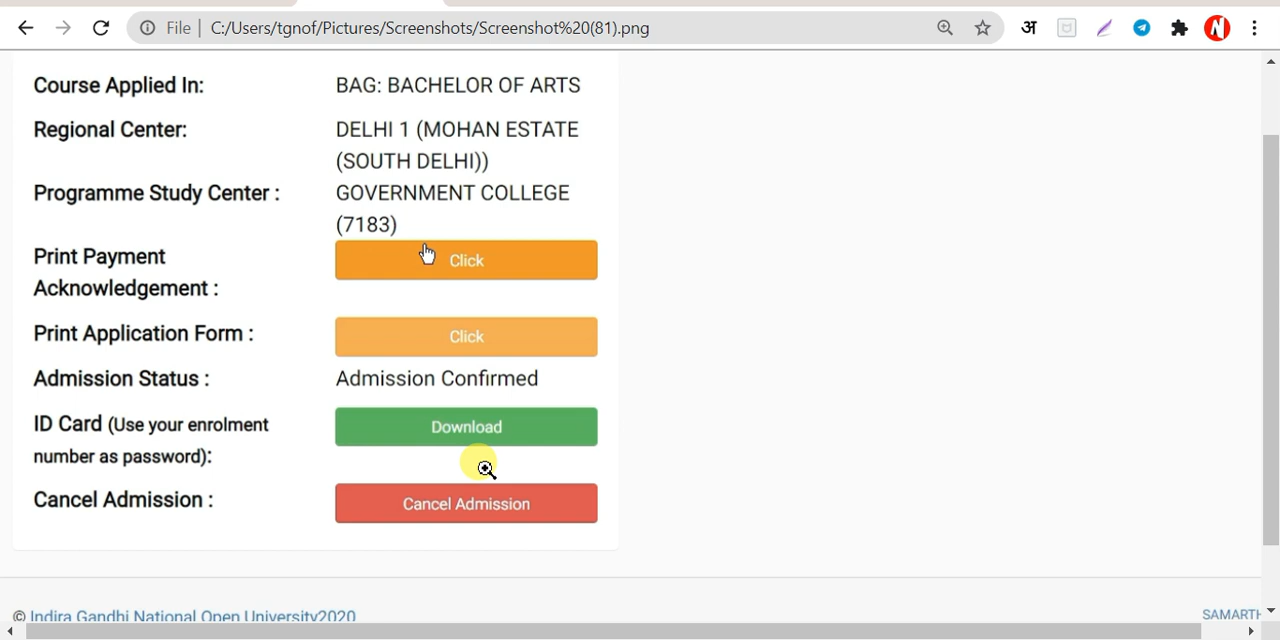 File | C:/Users/tgnof/Pictures/Screenshots/Screenshot%20(81).png
अ
N
Course Applied In: BAG: BACHELOR OF ARTS
Regional Center: DELHI 1 (MOHAN ESTATE
(SOUTH DELHI))
Programme Study Center : GOVERNMENT COLLEGE
(7183)
Print Payment Click
Acknowledgement :
Print Application Form : Click
Admission Status : Admission Confirmed
ID Card (Use your enrolment Download
number as password):
Cancel Admission : Cancel Admission
© Indira Gandhi National Open University2020
SAMARTH